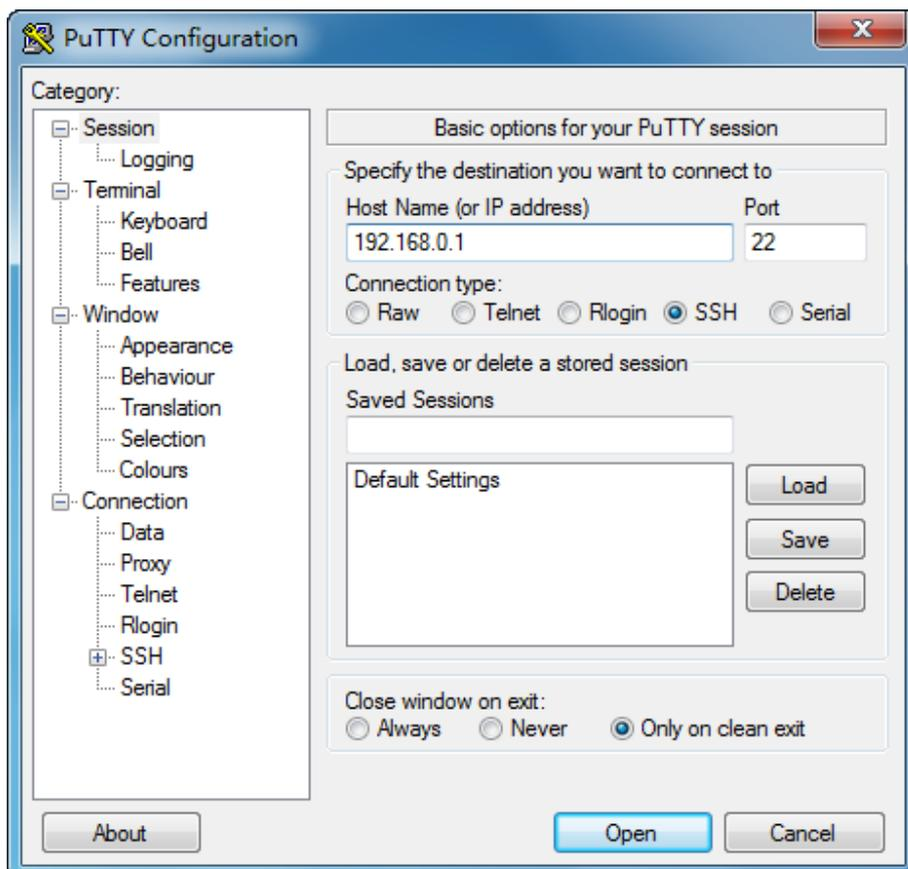 PuTTY Configuration
Category:
Session
Logging
Terminal
Keyboard
Bell
Features
Window
Appearance
Behaviour
Translation
Selection
Colours
Connection
Data
Proxy
Telnet
Rlogin
SSH
Serial
Basic options for your PuTTY session
Specify the destination you want to connect to
Host Name (or IP address) Port
192.168.0.1 22
Connection type:
Raw Telnet Rlogin SSH Serial
Load, save or delete a stored session
Saved Sessions
Default Settings
Load
Save
Delete
Close window on exit:
Always Never Only on clean exit
About Open Cancel